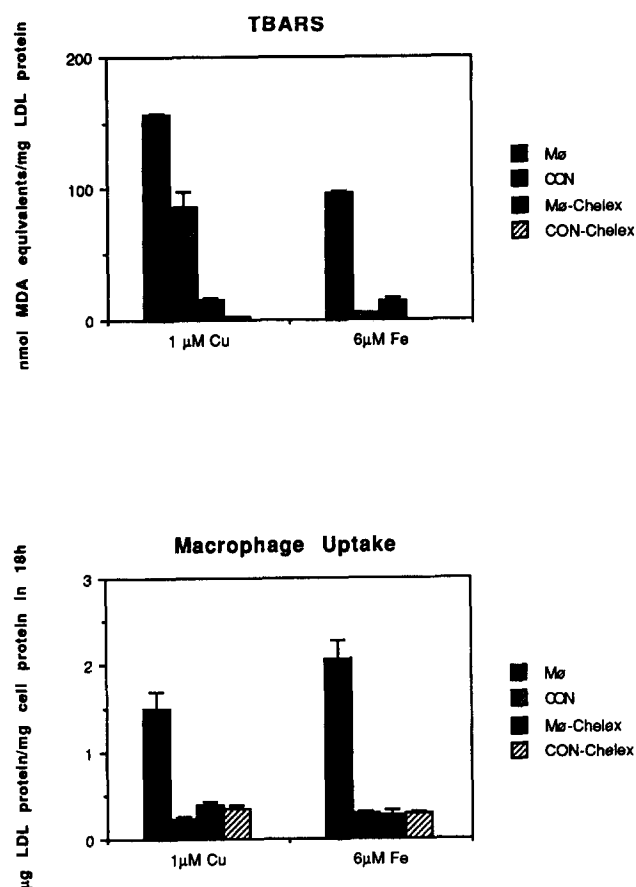 TBARS
nmol MDA equivalents/mg LDL protein
200
100
0
1 µM Cu
6µM Fe
Mø
CON
Mø-Chelex
CON-Chelex
Macrophage Uptake
µg LDL protein/mg cell protein in 18h
3
2
1
0
1µM Cu
6µM Fe
Mø
CON
Mø-Chelex
CON-Chelex